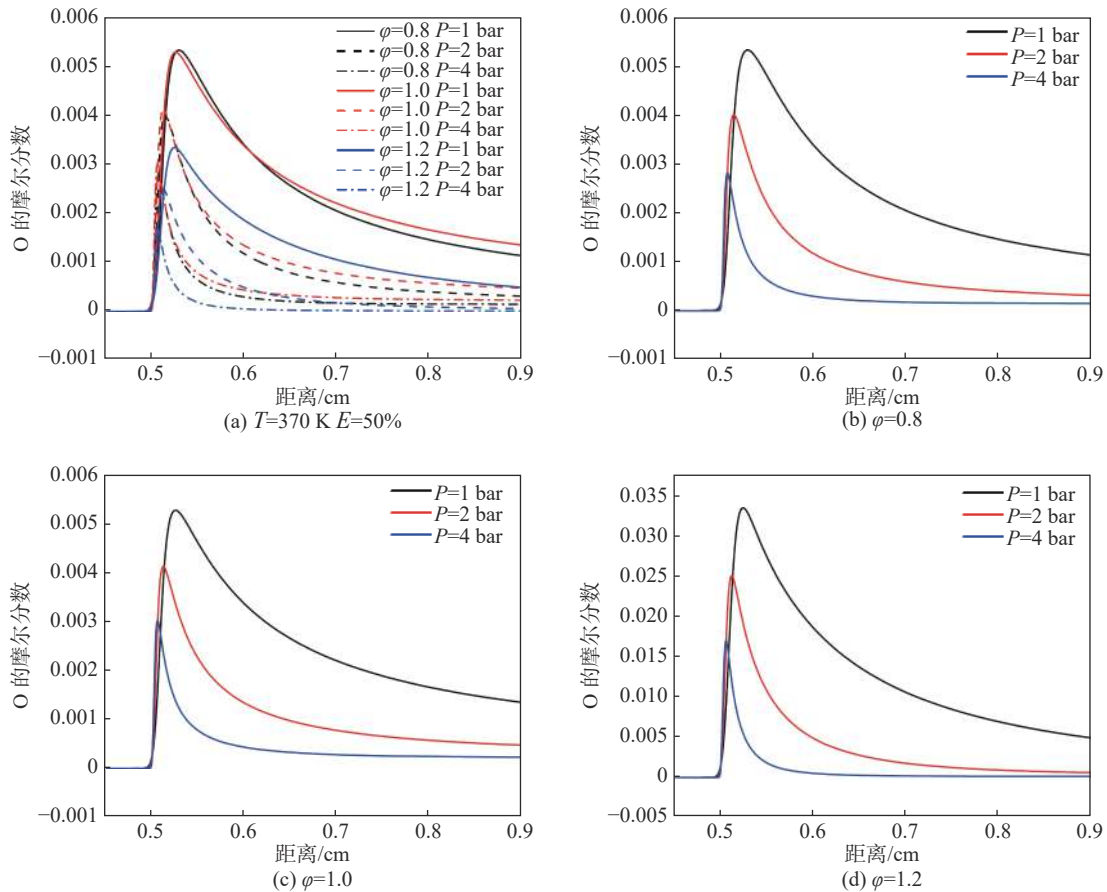 0.006
0.005
0.004
0.003
0.002
0.001
0
−0.001
O 的摩尔分数
φ=0.8 P=1 bar
φ=0.8 P=2 bar
φ=0.8 P=4 bar
φ=1.0 P=1 bar
φ=1.0 P=2 bar
φ=1.0 P=4 bar
φ=1.2 P=1 bar
φ=1.2 P=2 bar
φ=1.2 P=4 bar
0.5 0.6 0.7 0.8 0.9
距离/cm
(a) T=370 K E=50%
0.006
0.005
0.004
0.003
0.002
0.001
0
−0.001
O 的摩尔分数
P=1 bar
P=2 bar
P=4 bar
0.5 0.6 0.7 0.8 0.9
距离/cm
(b) φ=0.8
0.006
0.005
0.004
0.003
0.002
0.001
0
0.001
O 的摩尔分数
P=1 bar
P=2 bar
P=4 bar
0.5 0.6 0.7 0.8 0.9
距离/cm
(c) φ=1.0
0.035
0.030
0.025
0.020
0.015
0.010
0.005
0
−0.005
O 的摩尔分数
P=1 bar
P=2 bar
P=4 bar
0.5 0.6 0.7 0.8 0.9
距离/cm
(d) φ=1.2